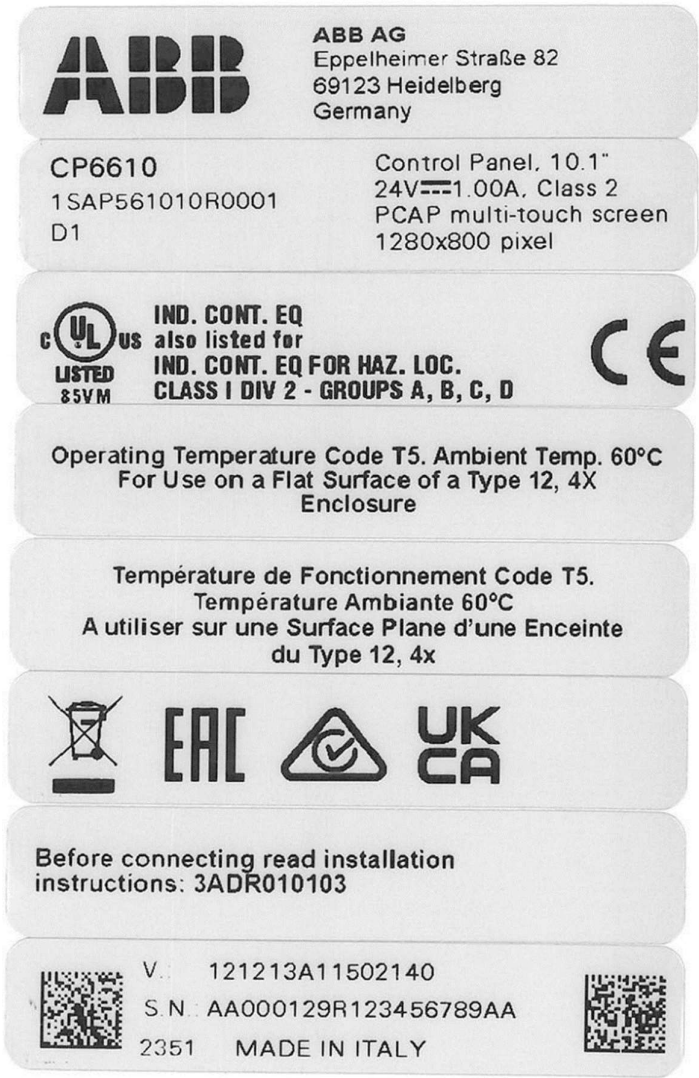 ABB
ABB AG
Eppelheimer Straße 82
69123 Heidelberg
Germany
CP6610
1SAP561010R0001
D1
Control Panel, 10.1"
24V⎓1.00A, Class 2
PCAP multi-touch screen
1280x800 pixel
C UL US
LISTED
85VM
IND. CONT. EQ
also listed for
IND. CONT. EQ FOR HAZ. LOC.
CLASS I DIV 2 - GROUPS A, B, C, D
CE
Operating Temperature Code T5. Ambient Temp. 60°C
For Use on a Flat Surface of a Type 12, 4X
Enclosure
Température de Fonctionnement Code T5.
Température Ambiante 60°C
A utiliser sur une Surface Plane d'une Enceinte
du Type 12, 4x
EAC
UK
CA
Before connecting read installation
instructions: 3ADR010103
V.: 121213A11502140
S.N.: AA000129R123456789AA
2351 MADE IN ITALY